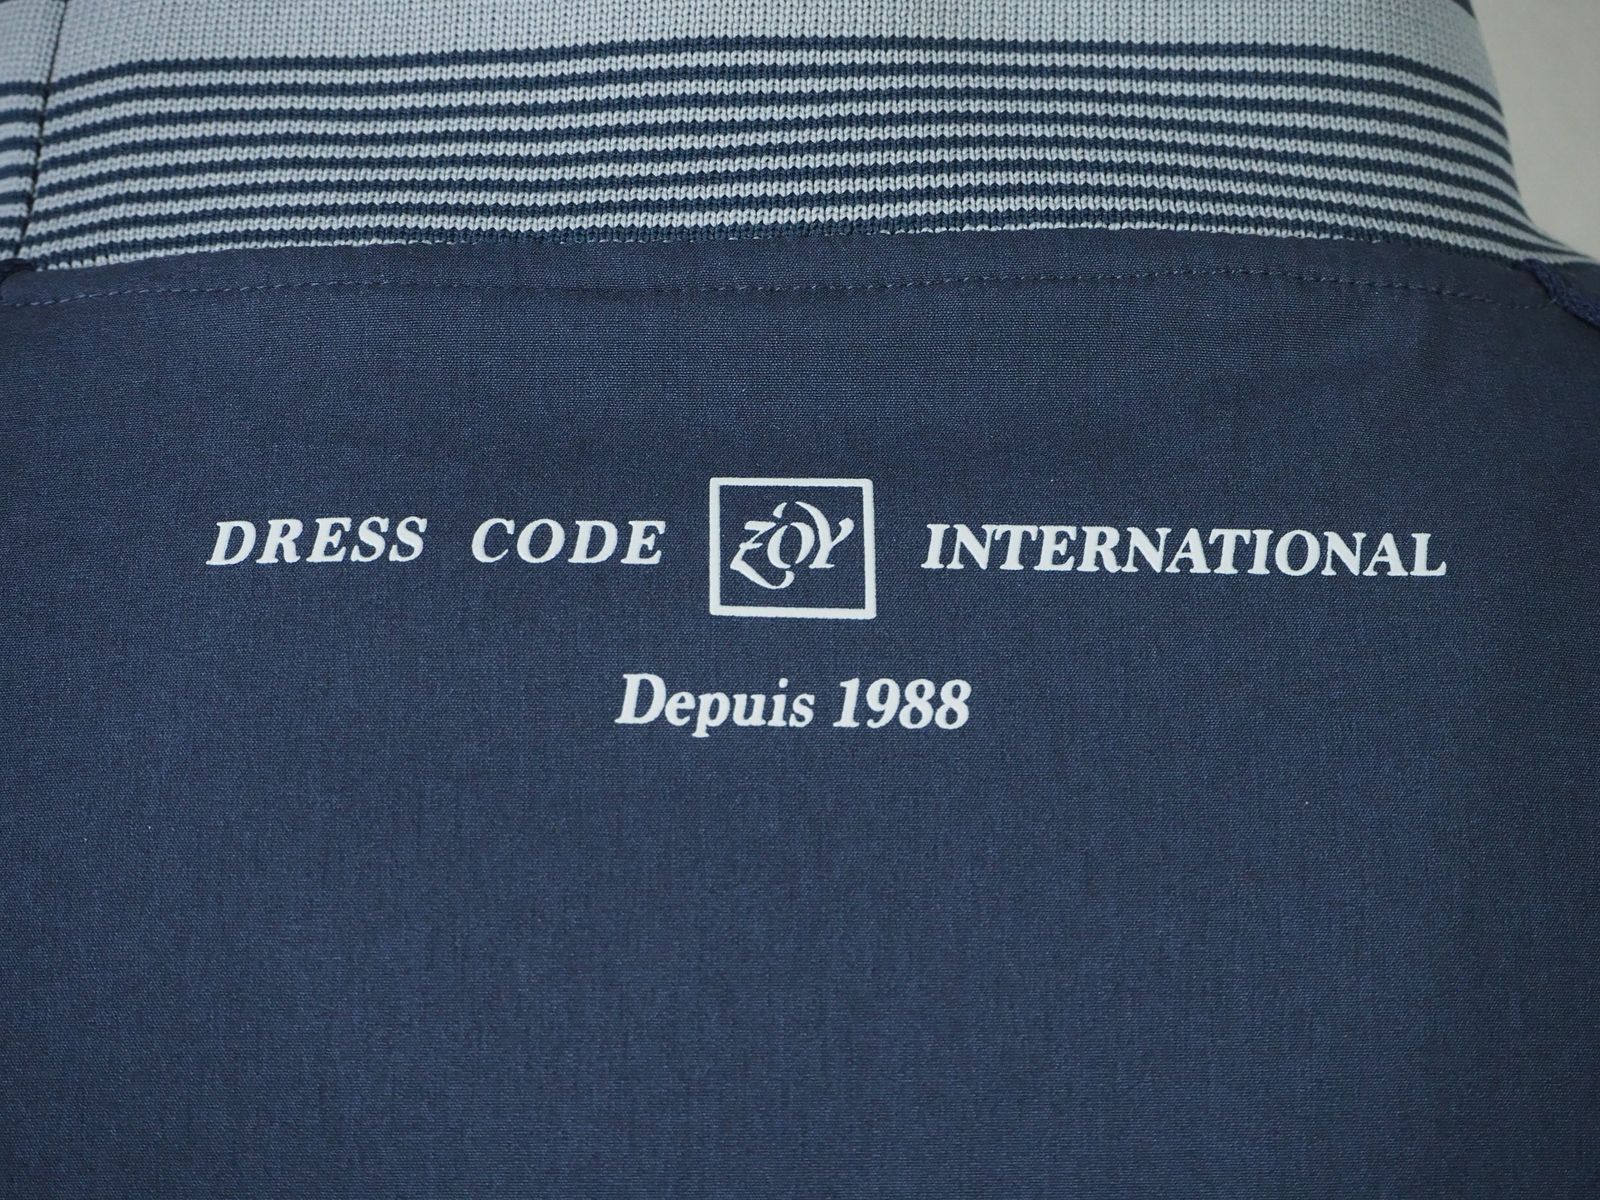 DRESS CODE ZOY INTERNATIONAL
Depuis 1988